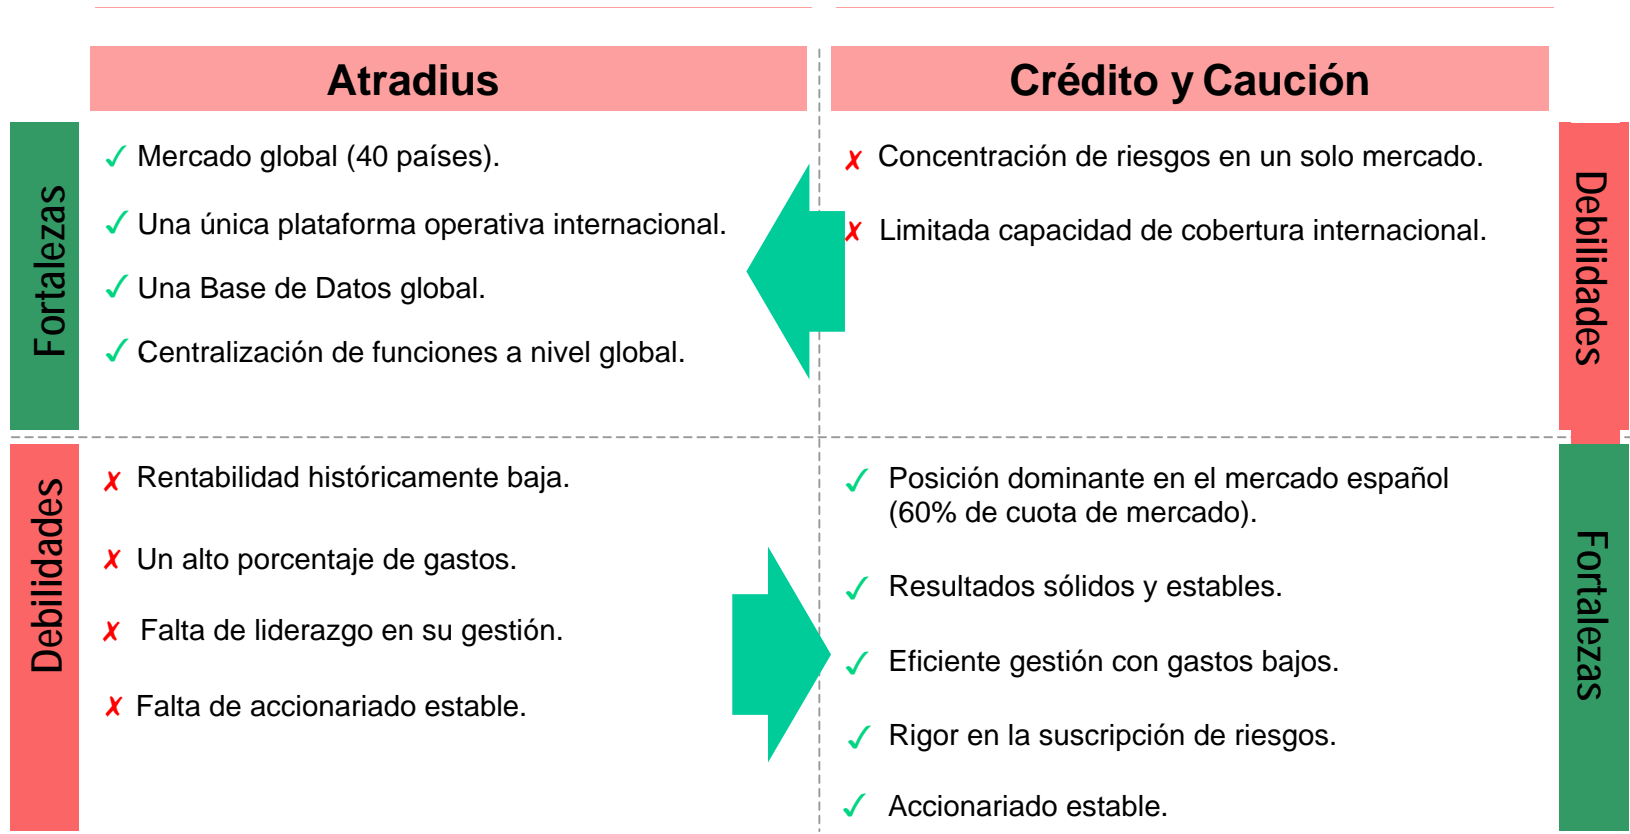 Atradius
Crédito y Caución
Fortalezas
✓ Mercado global (40 países).
✓ Una única plataforma operativa internacional.
✓ Una Base de Datos global.
✓ Centralización de funciones a nivel global.
✗ Concentración de riesgos en un solo mercado.
✗ Limitada capacidad de cobertura internacional.
Debilidades
Debilidades
✗ Rentabilidad históricamente baja.
✗ Un alto porcentaje de gastos.
✗ Falta de liderazgo en su gestión.
✗ Falta de accionariado estable.
✓ Posición dominante en el mercado español
(60% de cuota de mercado).
✓ Resultados sólidos y estables.
✓ Eficiente gestión con gastos bajos.
✓ Rigor en la suscripción de riesgos.
✓ Accionariado estable.
Fortalezas